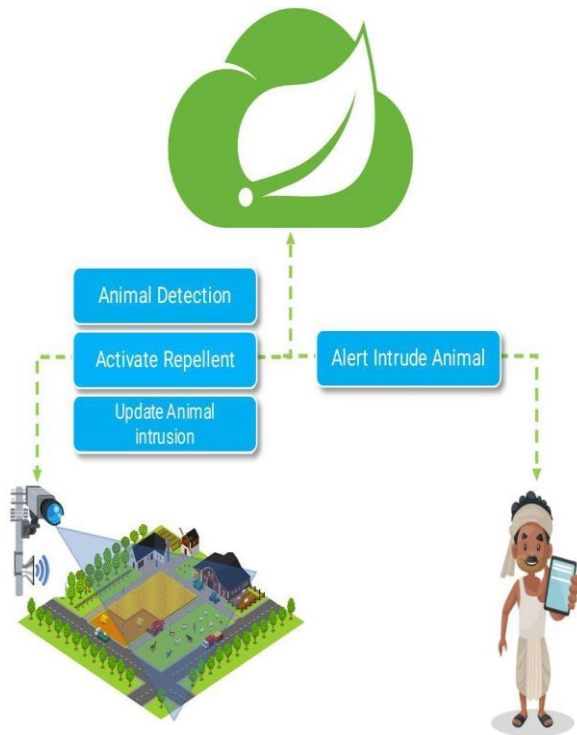 Animal Detection
Activate Repellent
Alert Intrude Animal
Update Animal
intrusion